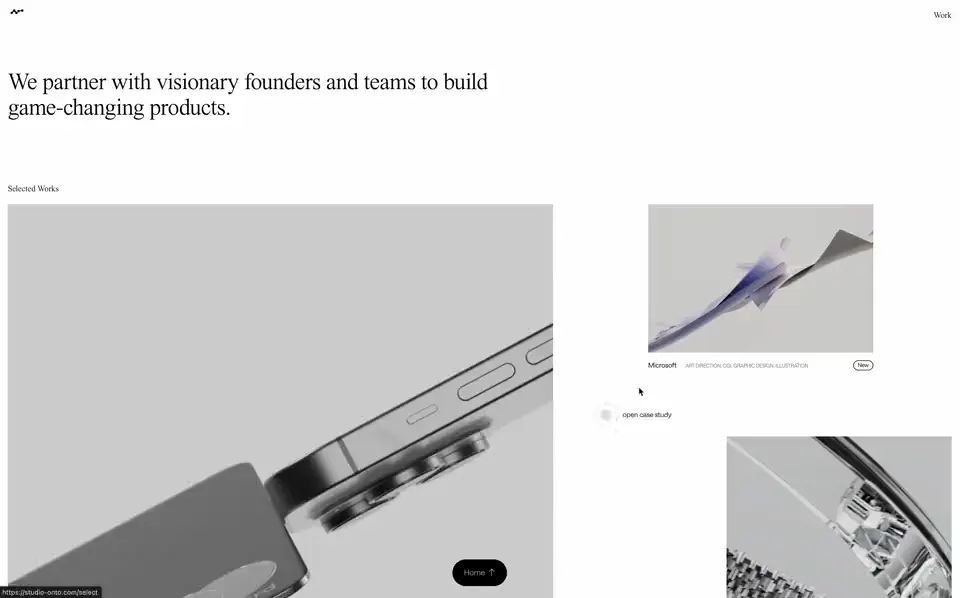 Work
We partner with visionary founders and teams to build
game-changing products.
Selected Works
Microsoft ART DIRECTION, CGI, GRAPHIC DESIGN, ILLUSTRATION New
open case study
Home ↑
https://studio-onto.com/select